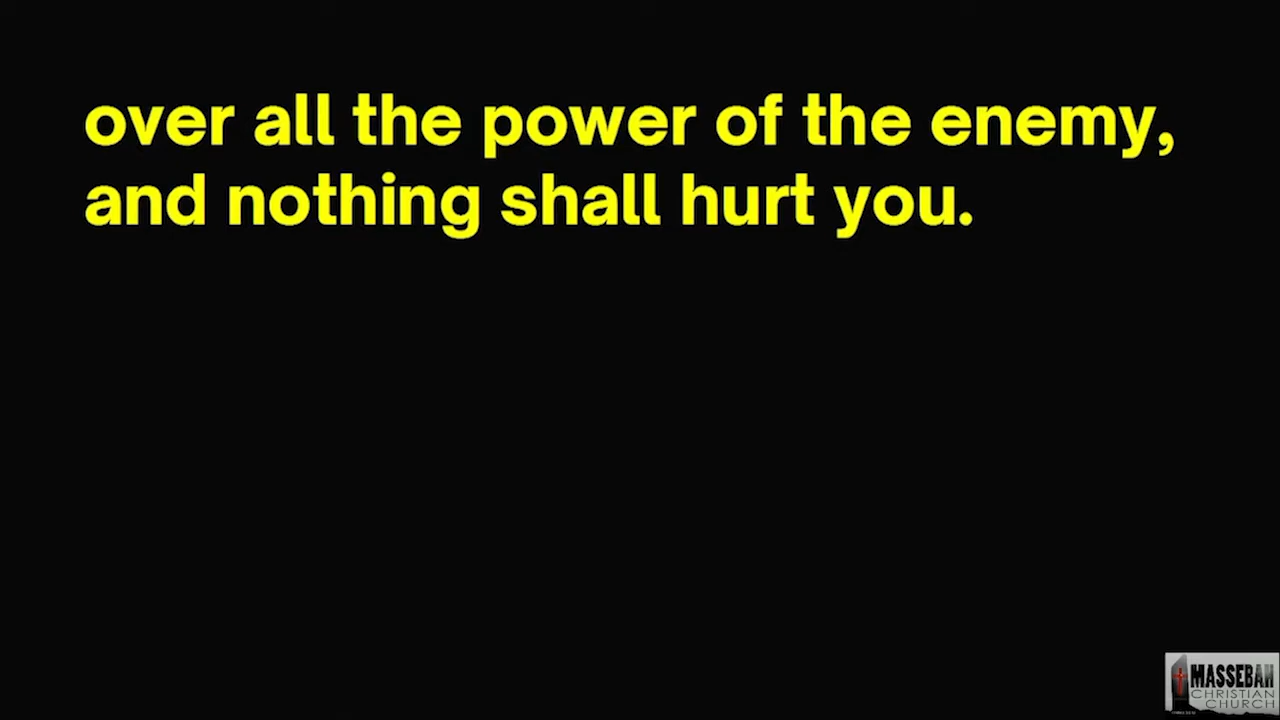 over all the power of the enemy,
and nothing shall hurt you.
MASSEBAH
CHRISTIAN
CHURCH